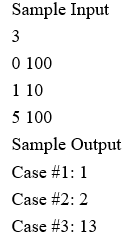 Sample Input
3
0 100
1 10
5 100
Sample Output
Case #1: 1
Case #2: 2
Case #3: 13